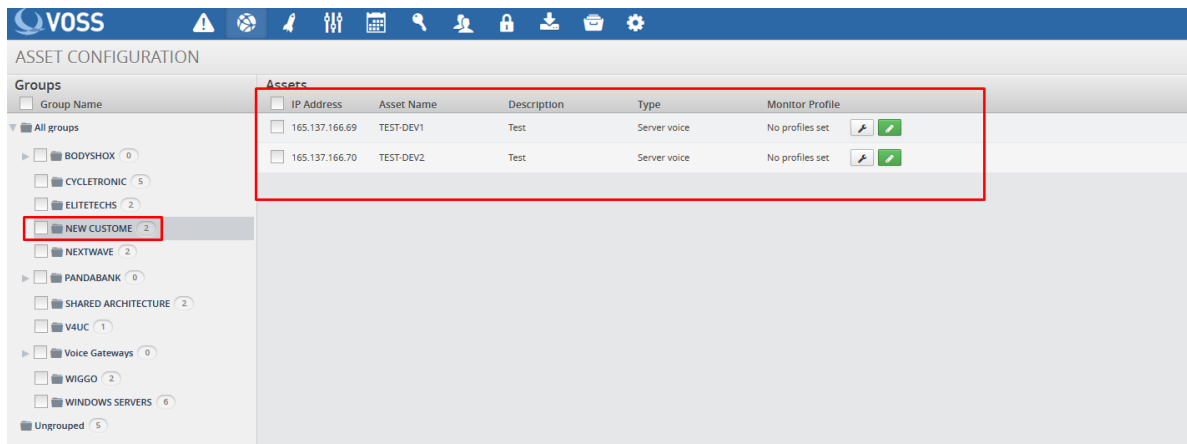 VOSS
ASSET CONFIGURATION
Groups
Group Name
All groups
BODYSHOX 0
CYCLETRONIC 5
ELITETECHS 2
NEW CUSTOME 2
NEXTWAVE 2
PANDABANK 0
SHARED ARCHITECTURE 2
V4UC 1
Voice Gateways 0
WIGGO 2
WINDOWS SERVERS 6
Ungrouped 5
Assets
IP Address Asset Name Description Type Monitor Profile
165.137.166.69 TEST-DEV1 Test Server voice No profiles set
165.137.166.70 TEST-DEV2 Test Server voice No profiles set